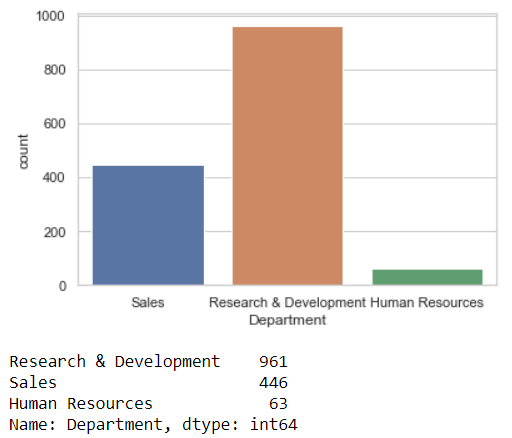 1000
800
600
400
200
0
count
Sales Research & Development Human Resources
Department
Research & Development 961
Sales 446
Human Resources 63
Name: Department, dtype: int64